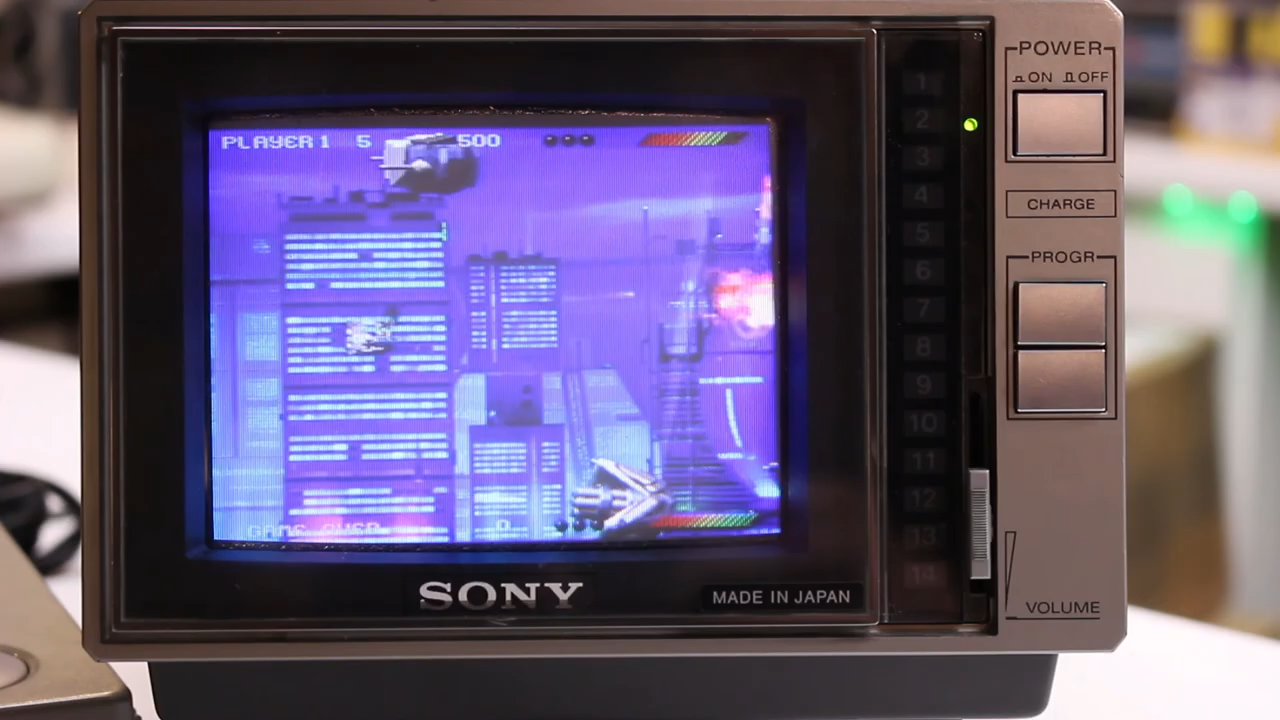 POWER
ON OFF
CHARGE
PROGR
VOLUME
1
2
3
4
5
6
7
8
9
10
11
12
13
14
PLAYER 1 5 500
GAME OVER 0
SONY
MADE IN JAPAN